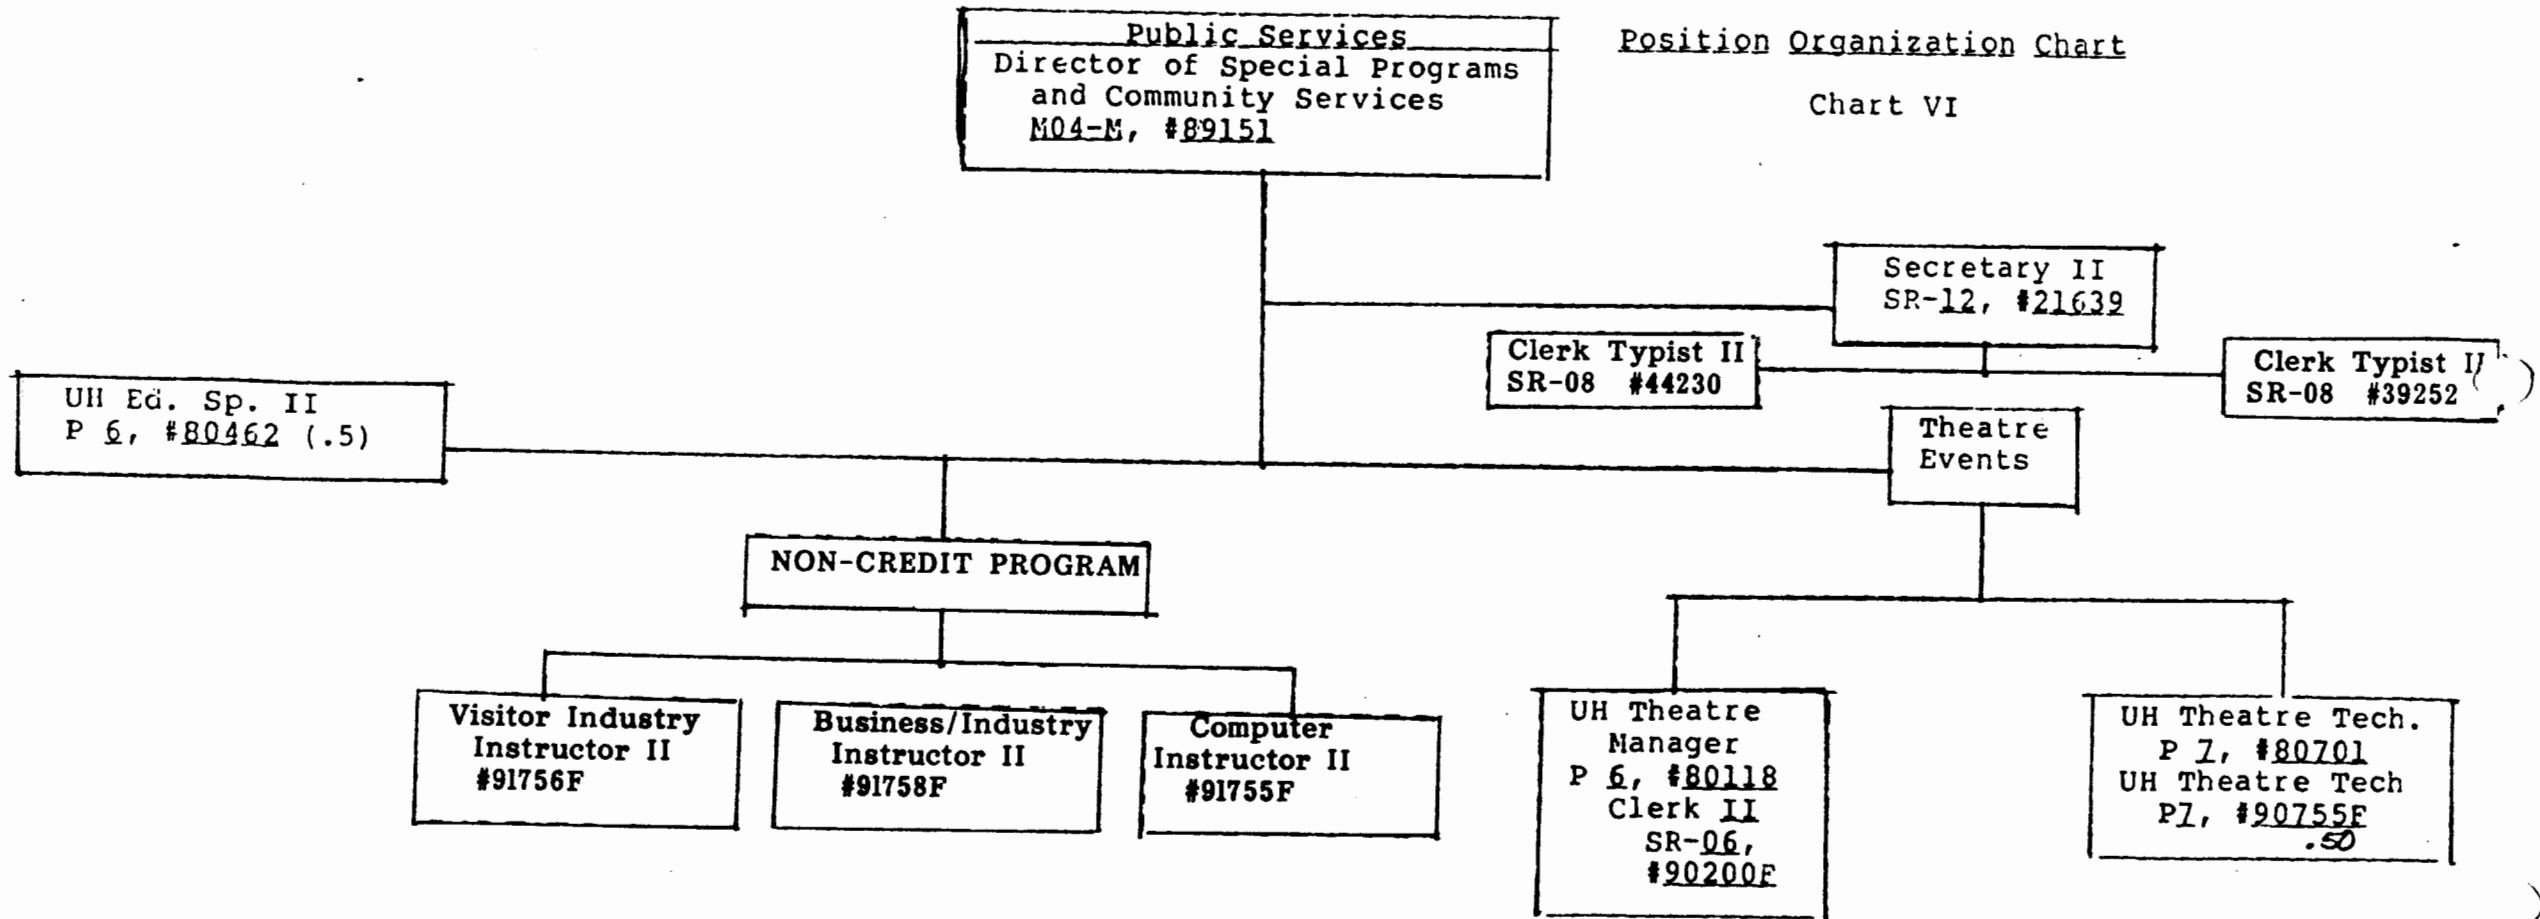 Public Services
Director of Special Programs
and Community Services
M04-M, #89151
Position Organization Chart
Chart VI
Secretary II
SR-12, #21639
Clerk Typist II
SR-08 #44230
Clerk Typist II
SR-08 #39252
UH Ed. Sp. II
P 6, #80462 (.5)
Theatre
Events
NON-CREDIT PROGRAM
Visitor Industry
Instructor II
#91756F
Business/Industry
Instructor II
#91758F
Computer
Instructor II
#91755F
UH Theatre
Manager
P 6, #80118
Clerk II
SR-06,
#90200F
UH Theatre Tech.
P 7, #80701
UH Theatre Tech
P7, #90755F
.50